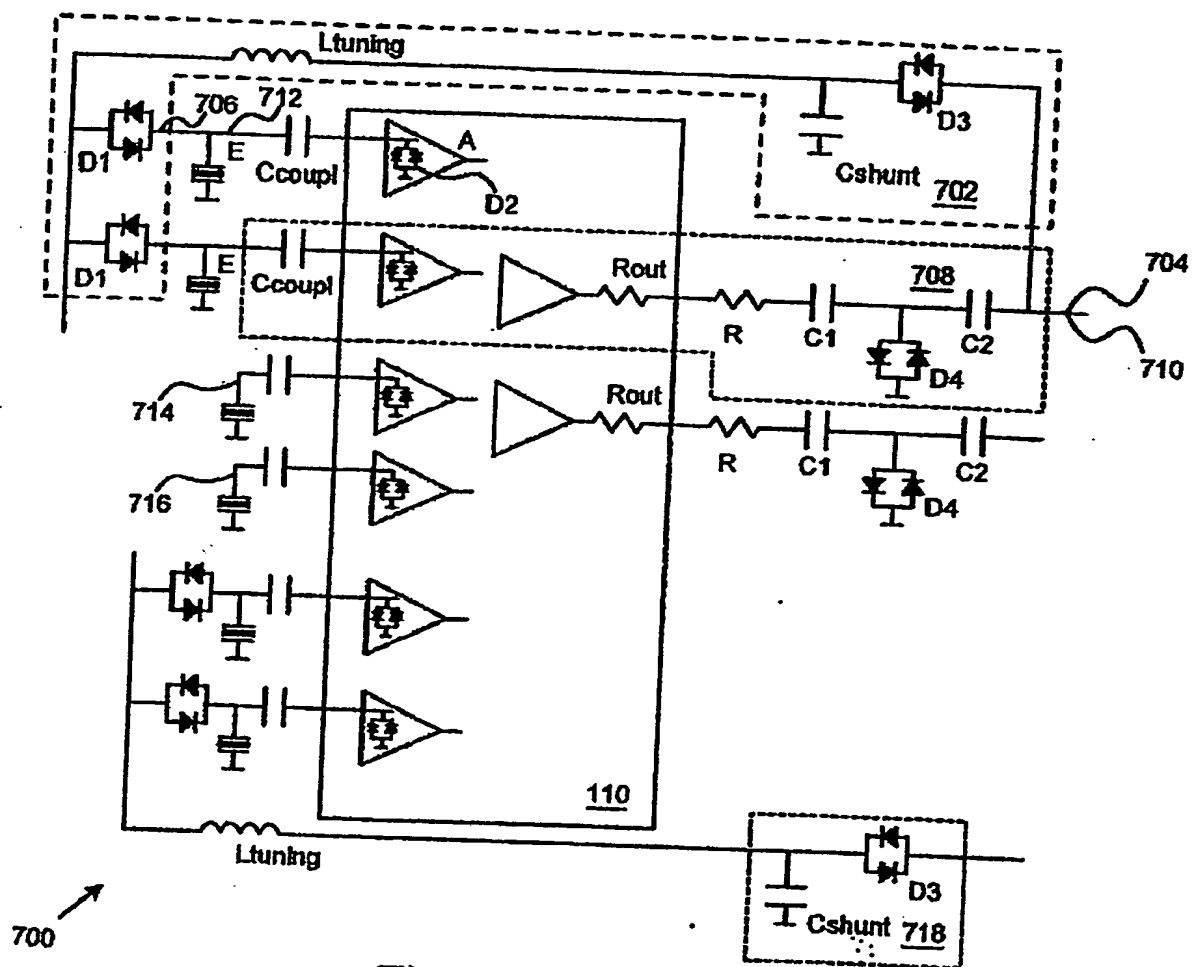 Ltuning
706
712
D3
D1
E
Ccoupl
A
D2
Cshunt 702
D1
E
Ccoupl
Rout
708
704
R
C1
C2
D4
710
714
Rout
R
C1
C2
D4
716
110
Ltuning
D3
Cshunt 718
700